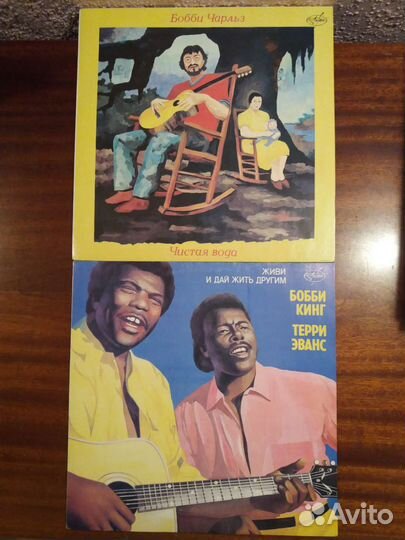 Бобби Чарльз
Чистая вода
ЖИВИ
И ДАЙ ЖИТЬ ДРУГИМ
БОББИ
КИНГ
ТЕРРИ
ЭВАНС
Avito